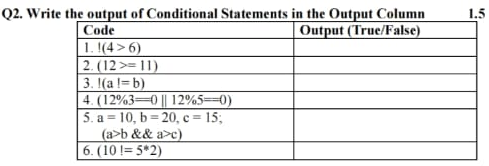 Q2. Write the output of Conditional Statements in the Output Column 1.5
Code Output (True/False)
1. !(4 > 6)
2. (12 >= 11)
3. !(a != b)
4. (12%3==0 || 12%5==0)
5. a = 10, b = 20, c = 15;
(a>b && a>c)
6. (10 != 5*2)